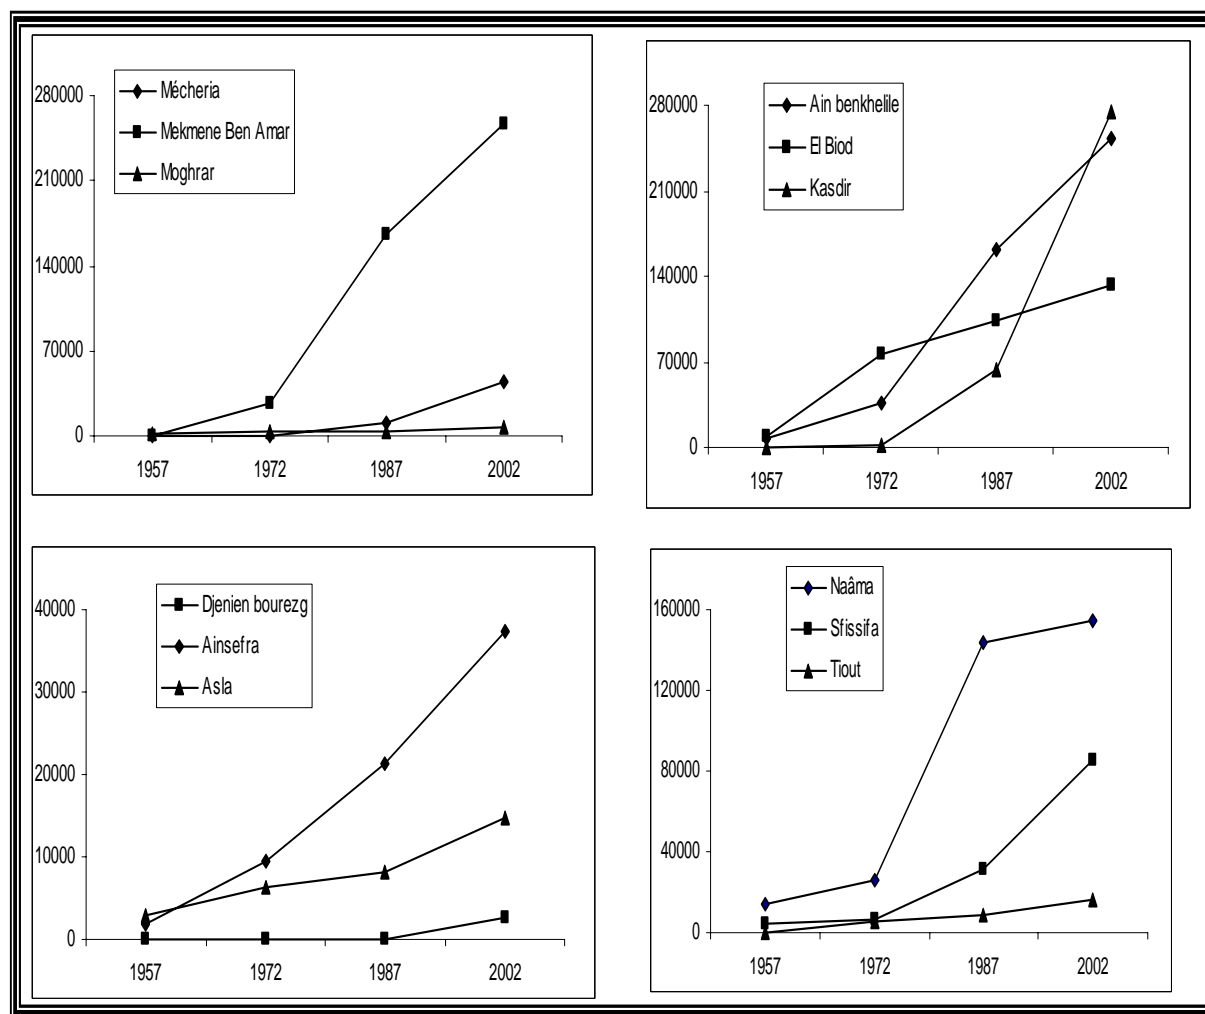 Mécheria
Mekmene Ben Amar
Moghrar
280000
210000
140000
70000
0
1957 1972 1987 2002
Ain benkhelile
El Biod
Kasdir
280000
210000
140000
70000
0
1957 1972 1987 2002
Djenien bourezg
Ainsefra
Asla
40000
30000
20000
10000
0
1957 1972 1987 2002
Naâma
Sfissifa
Tiout
160000
120000
80000
40000
0
1957 1972 1987 2002